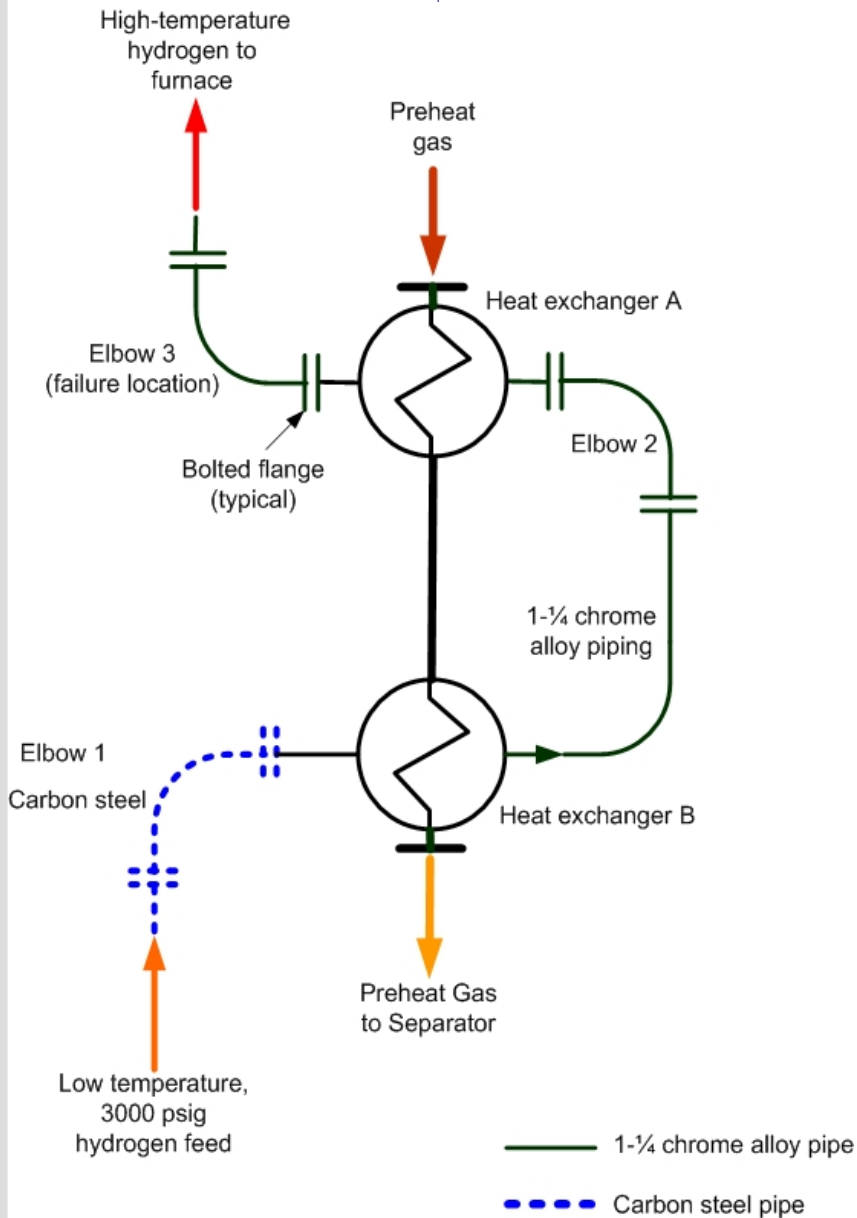 High-temperature
hydrogen to
furnace
Preheat
gas
Heat exchanger A
Elbow 3
(failure location)
Elbow 2
Bolted flange
(typical)
1-¼ chrome
alloy piping
Elbow 1
Carbon steel
Heat exchanger B
Preheat Gas
to Separator
Low temperature,
3000 psig
hydrogen feed
1-¼ chrome alloy pipe
Carbon steel pipe